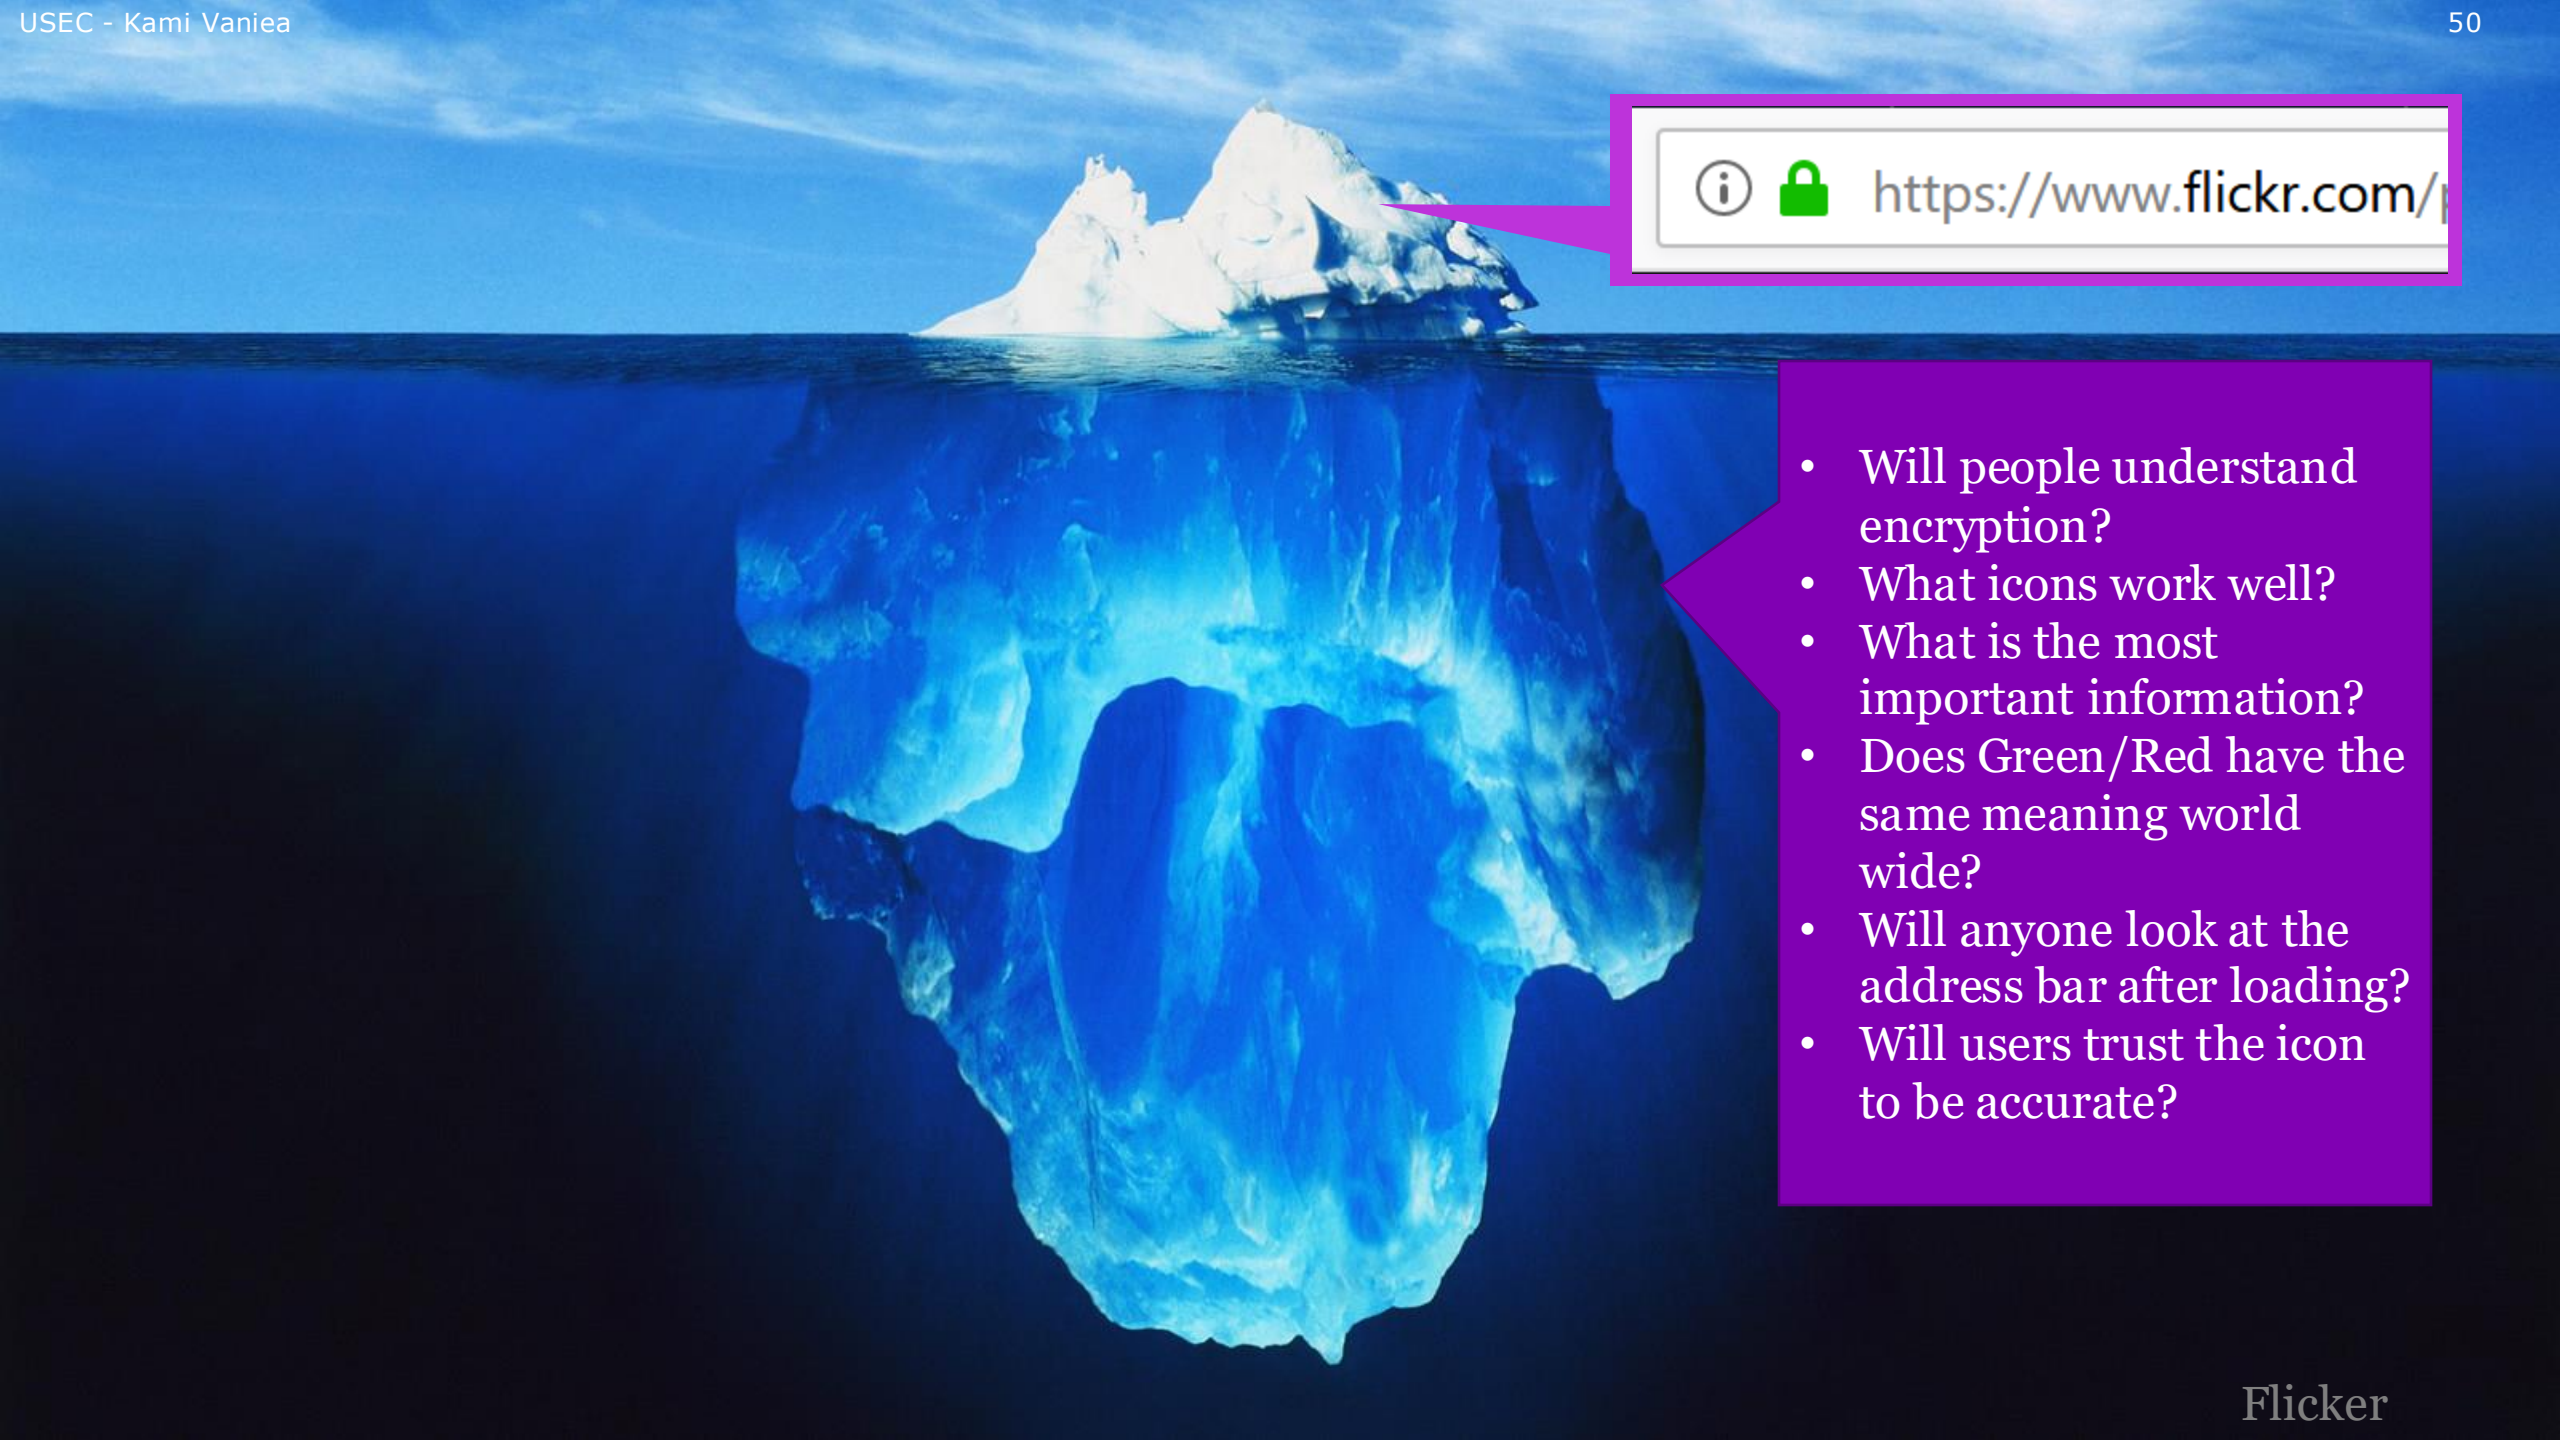 USEC - Kami Vaniea
50
https://www.flickr.com/
• Will people understand
encryption?
• What icons work well?
• What is the most
important information?
• Does Green/Red have the
same meaning world
wide?
• Will anyone look at the
address bar after loading?
• Will users trust the icon
to be accurate?
Flicker